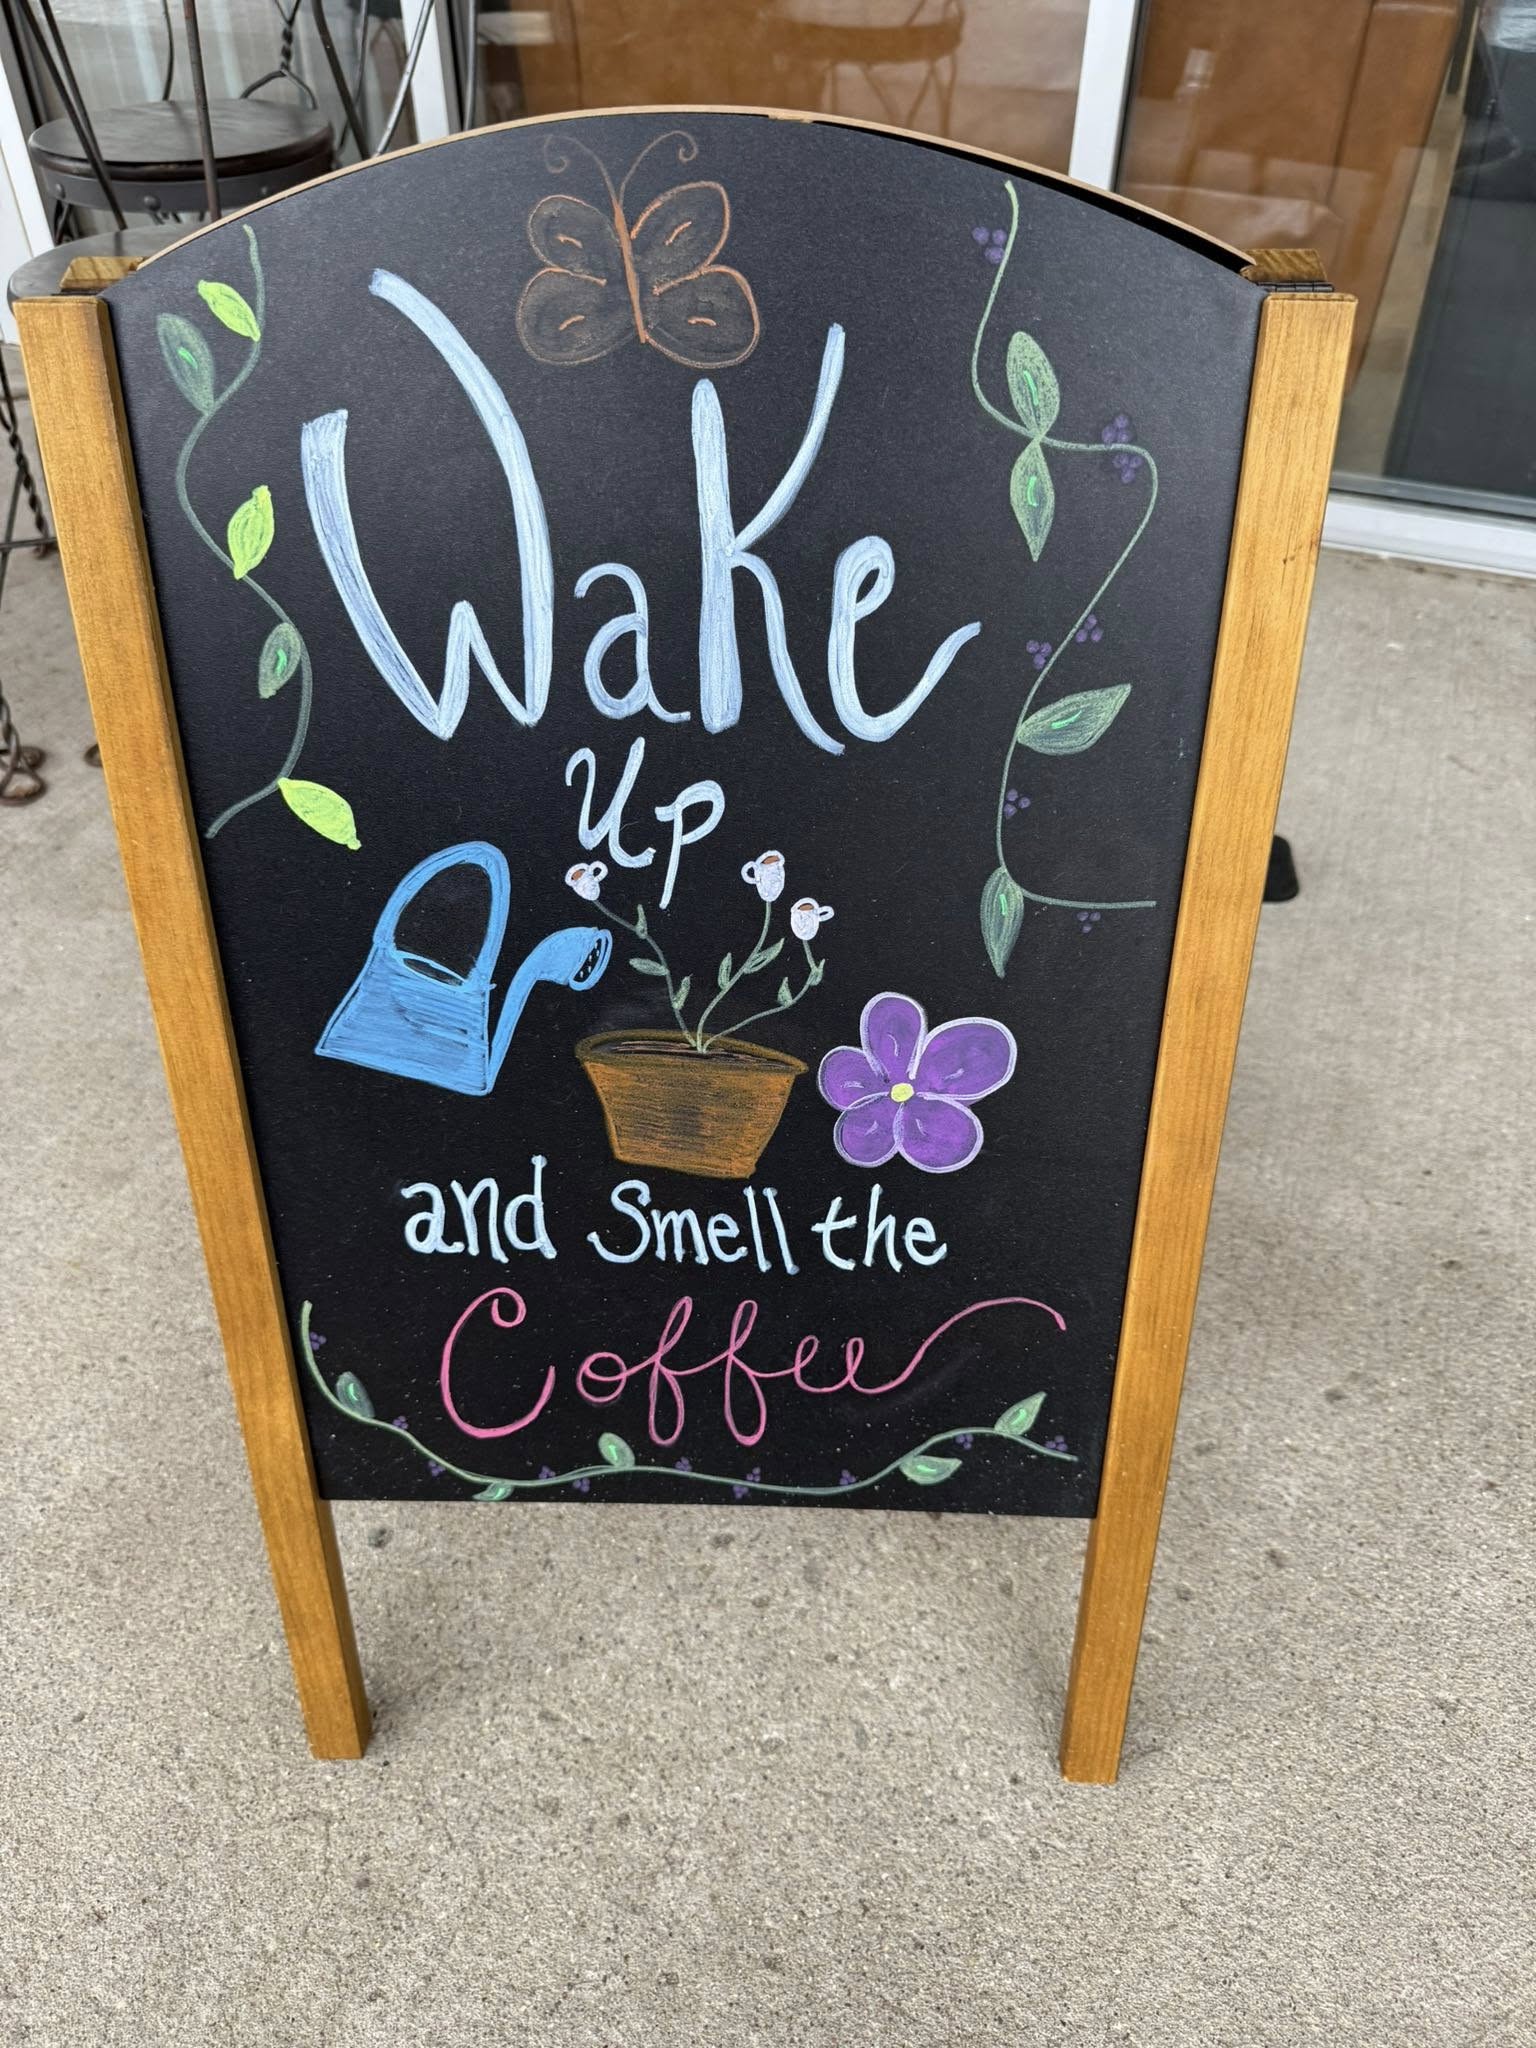 Wake
Up
and Smell the
Coffee